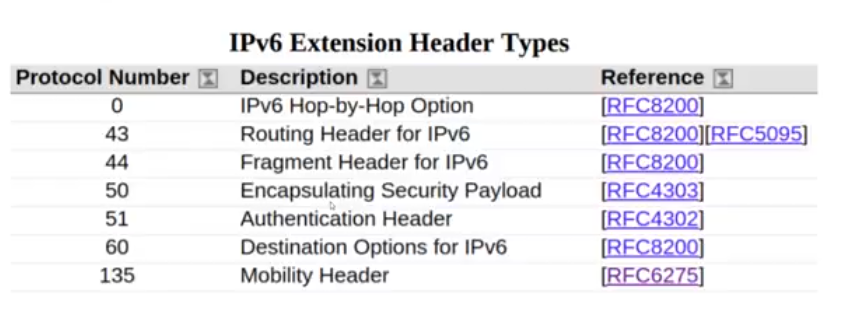 IPv6 Extension Header Types
Protocol Number Description Reference
0 IPv6 Hop-by-Hop Option [RFC8200]
43 Routing Header for IPv6 [RFC8200][RFC5095]
44 Fragment Header for IPv6 [RFC8200]
50 Encapsulating Security Payload [RFC4303]
51 Authentication Header [RFC4302]
60 Destination Options for IPv6 [RFC8200]
135 Mobility Header [RFC6275]